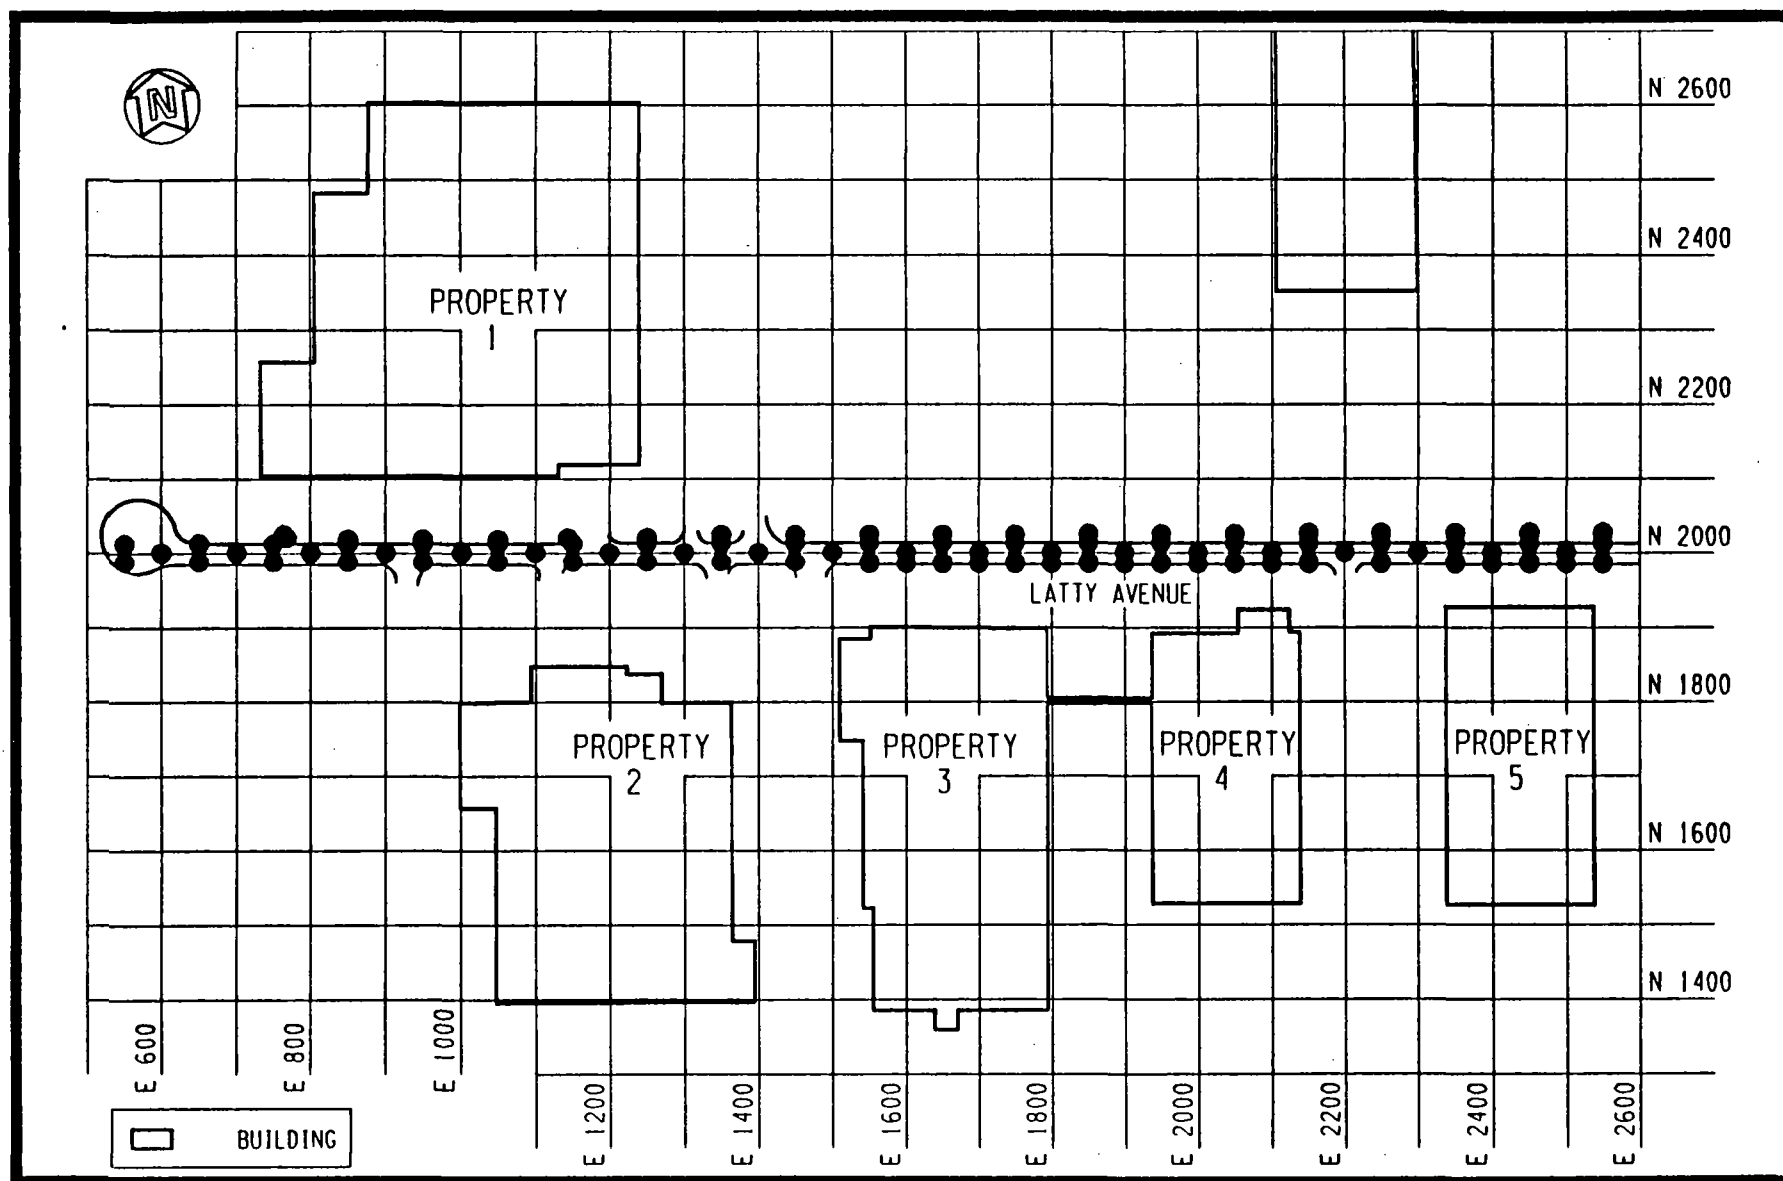 N
N 2600
N 2400
PROPERTY
1
N 2200
N 2000
LATTY AVENUE
N 1800
PROPERTY
2
PROPERTY
3
PROPERTY
4
PROPERTY
5
N 1600
N 1400
E 600
E 800
E 1000
E 1200
E 1400
E 1600
E 1800
E 2000
E 2200
E 2400
E 2600
BUILDING